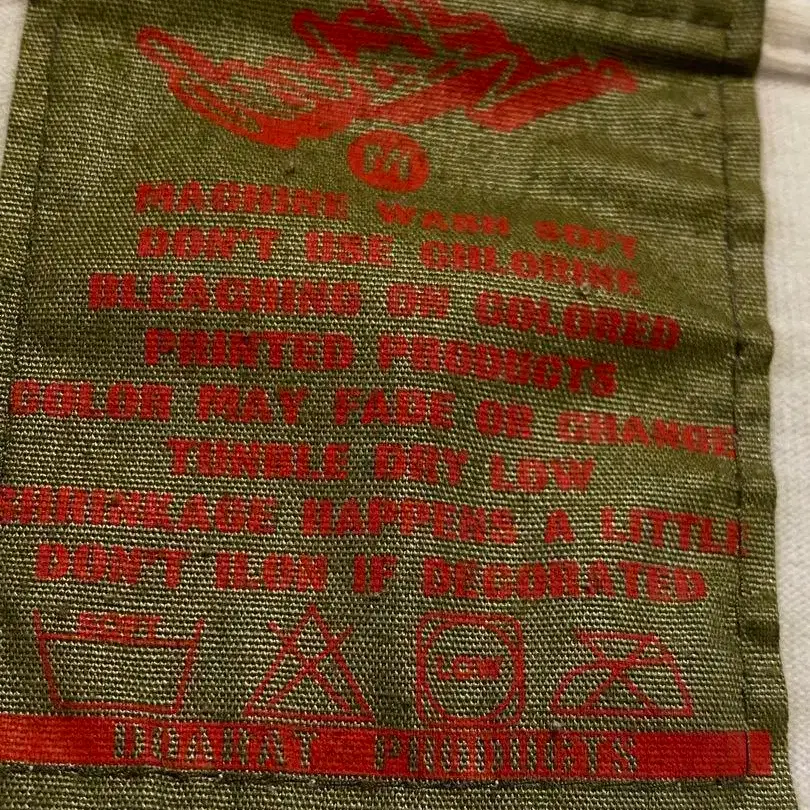 MACHINE WASH SOFT
DON'T USE CHLORINE
BLEACHING ON COLORED
PRINTED PRODUCTS
COLOR MAY FADE OR CHANGE
TUNBLE DRY LOW
SHRINKAGE HAPPENS A LITTLE
DON'T IRON IF DECORATED
SOFT
LOW
PRODUCTS